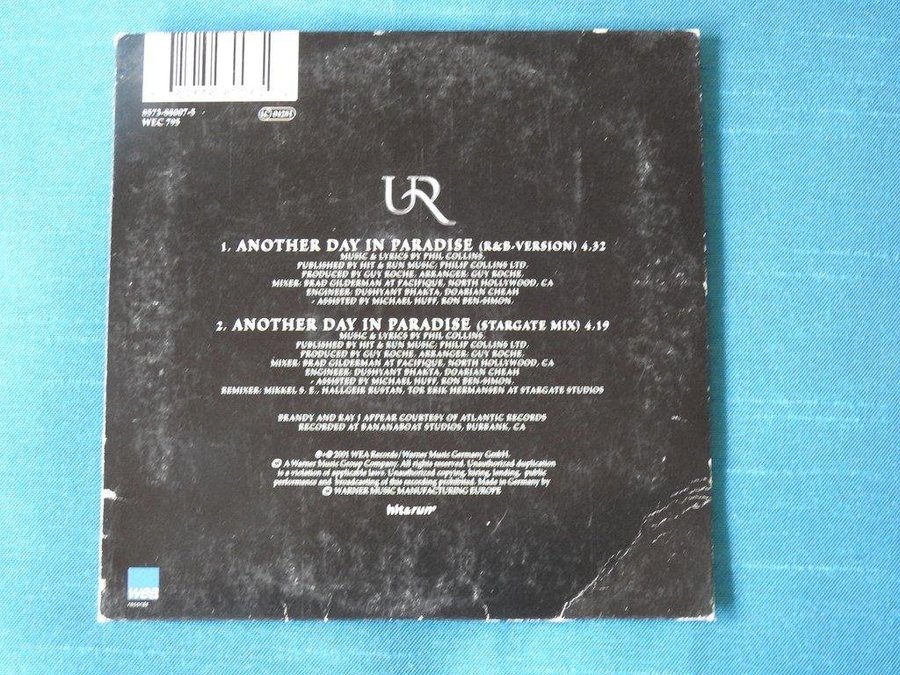 8573-88007-5
WEC 795
LC 04281
UR
1. ANOTHER DAY IN PARADISE (R&B-VERSION) 4.32
MUSIC & LYRICS BY PHIL COLLINS.
PUBLISHED BY HIT & RUN MUSIC; PHILIP COLLINS LTD.
PRODUCED BY GUY ROCHE. ARRANGER: GUY ROCHE.
MIXER: BRAD GILDERMAN AT PACIFIQUE, NORTH HOLLYWOOD, CA
ENGINEER: DUSHYANT BHAKTA, DOARIAN CHEAH
- ASSISTED BY MICHAEL HUFF, RON BEN-SIMON.
2. ANOTHER DAY IN PARADISE (STARGATE MIX) 4.19
MUSIC & LYRICS BY PHIL COLLINS.
PUBLISHED BY HIT & RUN MUSIC; PHILIP COLLINS LTD.
PRODUCED BY GUY ROCHE. ARRANGER: GUY ROCHE.
MIXER: BRAD GILDERMAN AT PACIFIQUE, NORTH HOLLYWOOD, CA
ENGINEER: DUSHYANT BHAKTA, DOARIAN CHEAH
- ASSISTED BY MICHAEL HUFF, RON BEN-SIMON.
REMIXER: MIKKEL S. E., HALLGEIR RUSTAN, TOR ERIK HERMANSEN AT STARGATE STUDIOS
BRANDY AND RAY J APPEAR COURTESY OF ATLANTIC RECORDS
RECORDED AT BANANABOAT STUDIOS, BURBANK, CA
℗+© 2001 WEA Records/Warner Music Germany GmbH.
A Warner Music Group Company. All rights reserved. Unauthorized duplication
is a violation of applicable laws. Unauthorized copying, hiring, lending, public
performance and broadcasting of this recording prohibited. Made in Germany by
WARNER MUSIC MANUFACTURING EUROPE
hit&run
wea
records